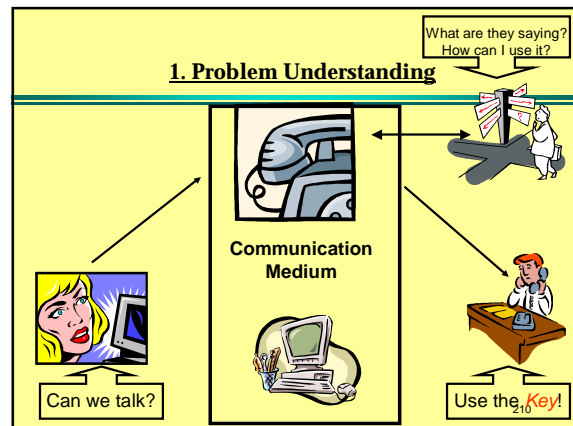 What are they saying?
How can I use it?
1. Problem Understanding
?
Communication
Medium
Can we talk?
Use the Key!
210